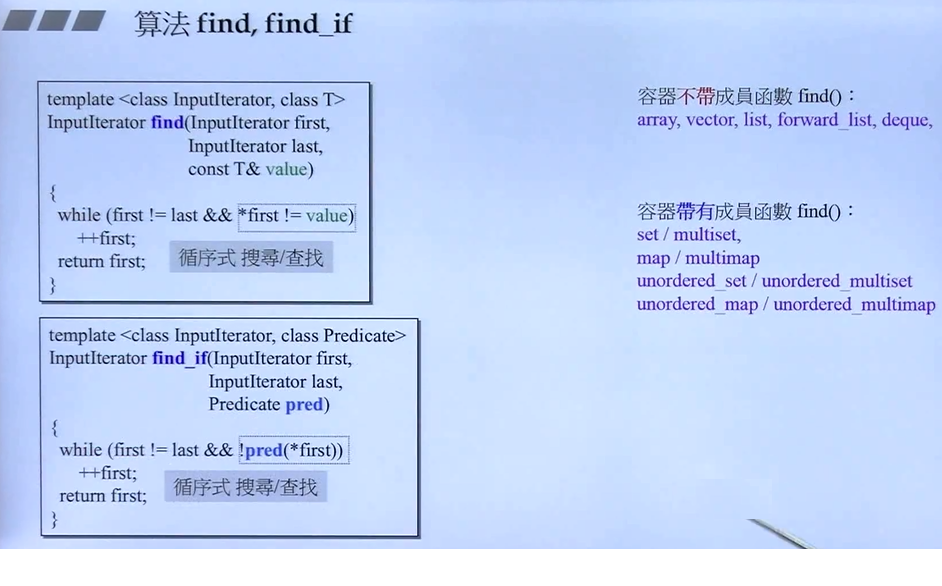 算法 find, find_if
template <class InputIterator, class T>
InputIterator find(InputIterator first,
InputIterator last,
const T& value)
{
while (first != last && *first != value)
++first;
return first;
}
循序式 搜尋/查找
template <class InputIterator, class Predicate>
InputIterator find_if(InputIterator first,
InputIterator last,
Predicate pred)
{
while (first != last && !pred(*first))
++first;
return first;
}
循序式 搜尋/查找
容器不帶成員函數 find()：
array, vector, list, forward_list, deque,
容器帶有成員函數 find()：
set / multiset,
map / multimap
unordered_set / unordered_multiset
unordered_map / unordered_multimap